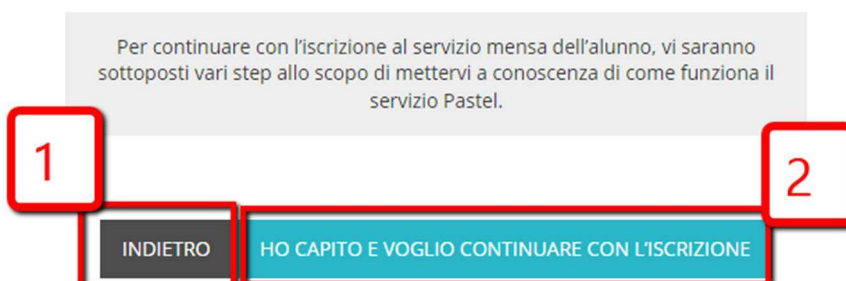 Per continuare con l’iscrizione al servizio mensa dell’alunno, vi saranno
sottoposti vari step allo scopo di mettervi a conoscenza di come funziona il
servizio Pastel.
1
2
INDIETRO
HO CAPITO E VOGLIO CONTINUARE CON L’ISCRIZIONE